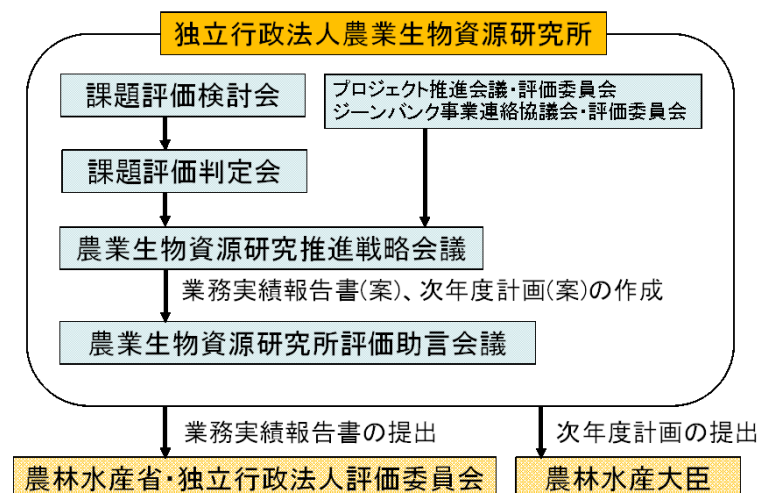 独立行政法人農業生物資源研究所
課題評価検討会
プロジェクト推進会議・評価委員会
ジーンバンク事業連絡協議会・評価委員会
課題評価判定会
農業生物資源研究推進戦略会議
業務実績報告書(案)、次年度計画(案)の作成
農業生物資源研究所評価助言会議
業務実績報告書の提出
次年度計画の提出
農林水産省・独立行政法人評価委員会
農林水産大臣